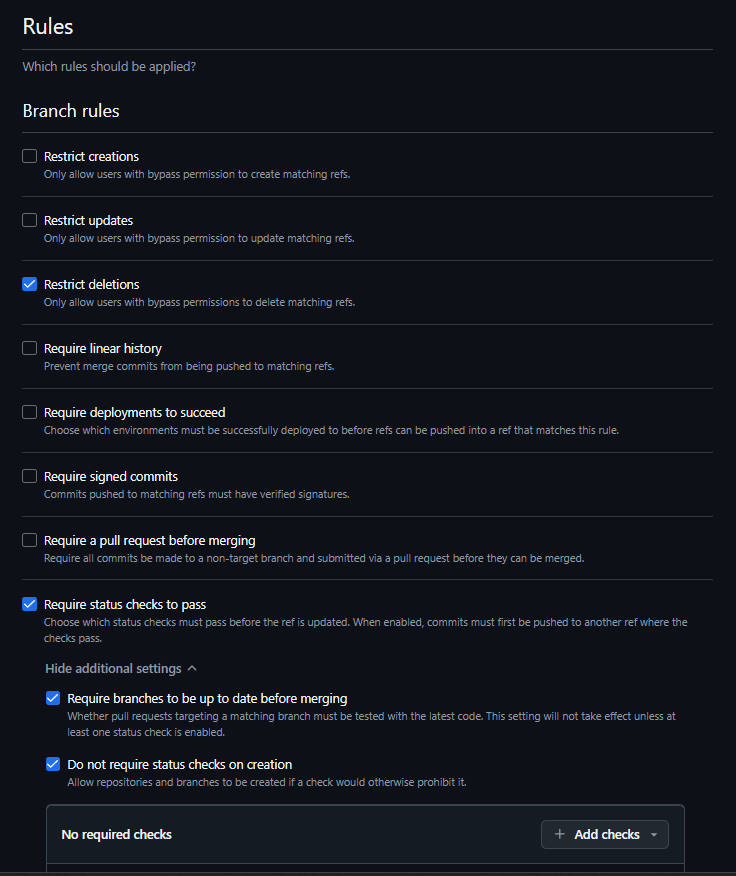 Rules
Which rules should be applied?
Branch rules
Restrict creations
Only allow users with bypass permission to create matching refs.
Restrict updates
Only allow users with bypass permission to update matching refs.
Restrict deletions
Only allow users with bypass permissions to delete matching refs.
Require linear history
Prevent merge commits from being pushed to matching refs.
Require deployments to succeed
Choose which environments must be successfully deployed to before refs can be pushed into a ref that matches this rule.
Require signed commits
Commits pushed to matching refs must have verified signatures.
Require a pull request before merging
Require all commits be made to a non-target branch and submitted via a pull request before they can be merged.
Require status checks to pass
Choose which status checks must pass before the ref is updated. When enabled, commits must first be pushed to another ref where the
checks pass.
Hide additional settings
Require branches to be up to date before merging
Whether pull requests targeting a matching branch must be tested with the latest code. This setting will not take effect unless at
least one status check is enabled.
Do not require status checks on creation
Allow repositories and branches to be created if a check would otherwise prohibit it.
No required checks
Add checks